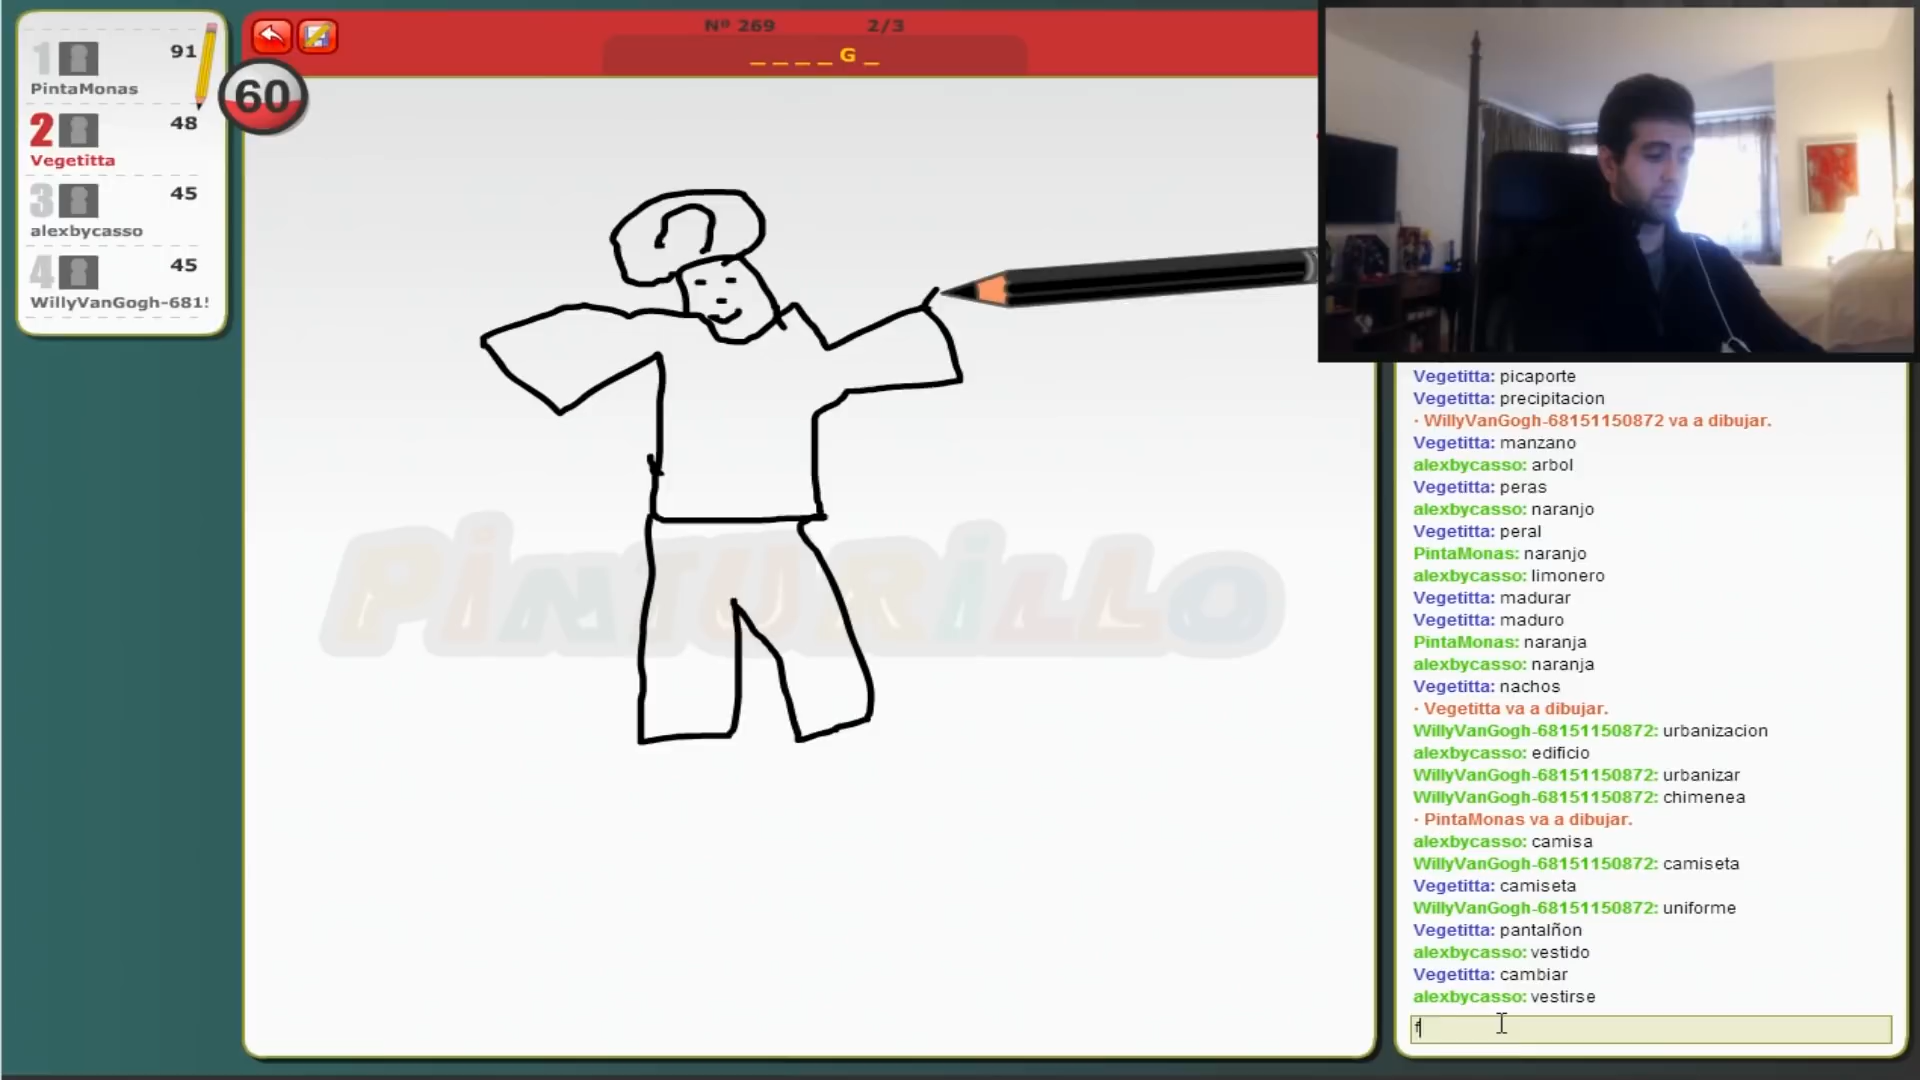 1
91
PintaMonas
2
48
Vegetitta
3
45
alexbycasso
4
45
WillyVanGogh-681!
60
Nº 269 2/3
_ _ _ _ G _
PINTURILLO
Vegetitta: picaporte
Vegetitta: precipitacion
· WillyVanGogh-68151150872 va a dibujar.
Vegetitta: manzano
alexbycasso: arbol
Vegetitta: peras
alexbycasso: naranjo
Vegetitta: peral
PintaMonas: naranjo
alexbycasso: limonero
Vegetitta: madurar
Vegetitta: maduro
PintaMonas: naranja
alexbycasso: naranja
Vegetitta: nachos
· Vegetitta va a dibujar.
WillyVanGogh-68151150872: urbanizacion
alexbycasso: edificio
WillyVanGogh-68151150872: urbanizar
WillyVanGogh-68151150872: chimenea
· PintaMonas va a dibujar.
alexbycasso: camisa
WillyVanGogh-68151150872: camiseta
Vegetitta: camiseta
WillyVanGogh-68151150872: uniforme
Vegetitta: pantalñon
alexbycasso: vestido
Vegetitta: cambiar
alexbycasso: vestirse
f